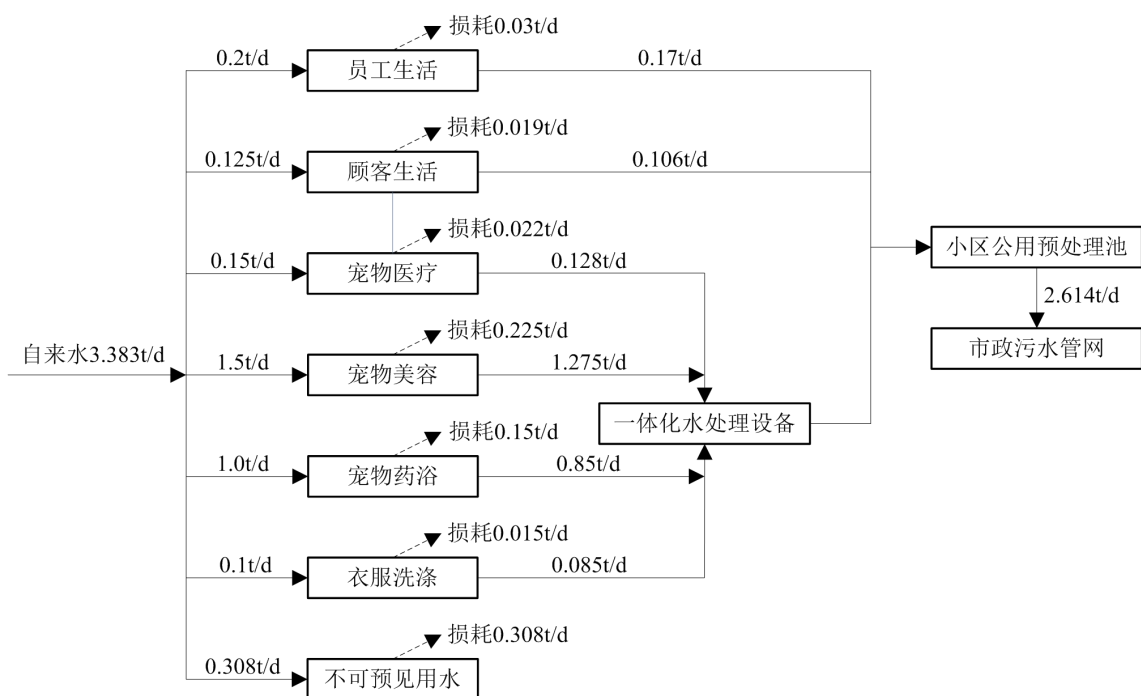 损耗0.03t/d
0.2t/d
员工生活
0.17t/d
损耗0.019t/d
0.125t/d
顾客生活
0.106t/d
损耗0.022t/d
0.15t/d
宠物医疗
0.128t/d
小区公用预处理池
2.614t/d
市政污水管网
损耗0.225t/d
自来水3.383t/d
1.5t/d
宠物美容
1.275t/d
一体化水处理设备
损耗0.15t/d
1.0t/d
宠物药浴
0.85t/d
损耗0.015t/d
0.1t/d
衣服洗涤
0.085t/d
损耗0.308t/d
0.308t/d
不可预见用水